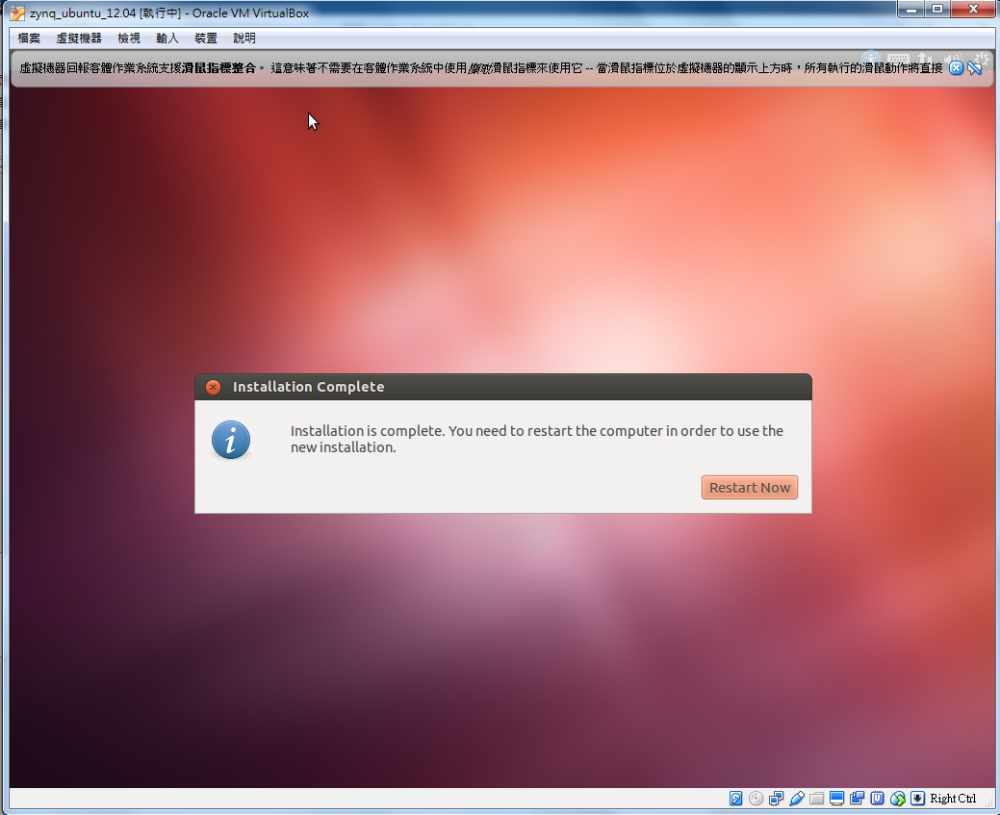 zynq_ubuntu_12.04 [執行中] - Oracle VM VirtualBox
檔案 虛擬機器 檢視 輸入 裝置 說明
虛擬機器回報客體作業系統支援滑鼠指標整合。 這意味著不需要在客體作業系統中使用滑鼠指標來使用它 -- 當滑鼠指標位於虛擬機器的顯示上方時，所有執行的滑鼠動作將直接
Installation Complete
Installation is complete. You need to restart the computer in order to use the
new installation.
Restart Now
Right Ctrl